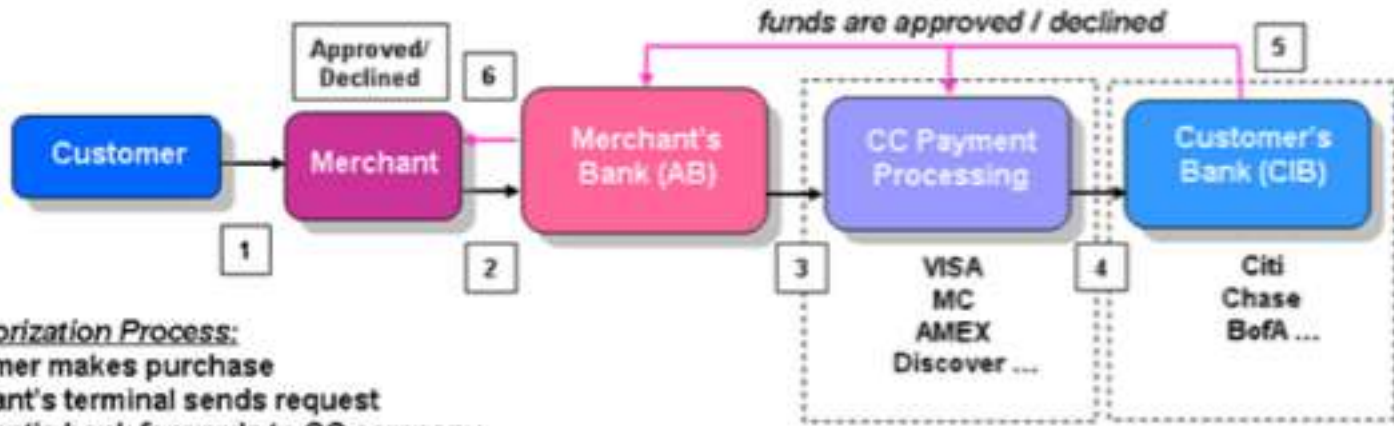 funds are approved / declined
5
Approved/
Declined
6
Customer
Merchant
Merchant's
Bank (AB)
CC Payment
Processing
Customer's
Bank (CIB)
1
2
3
4
VISA
MC
AMEX
Discover ...
Citi
Chase
BofA ...
orization Process:
mer makes purchase
ant's terminal sends request